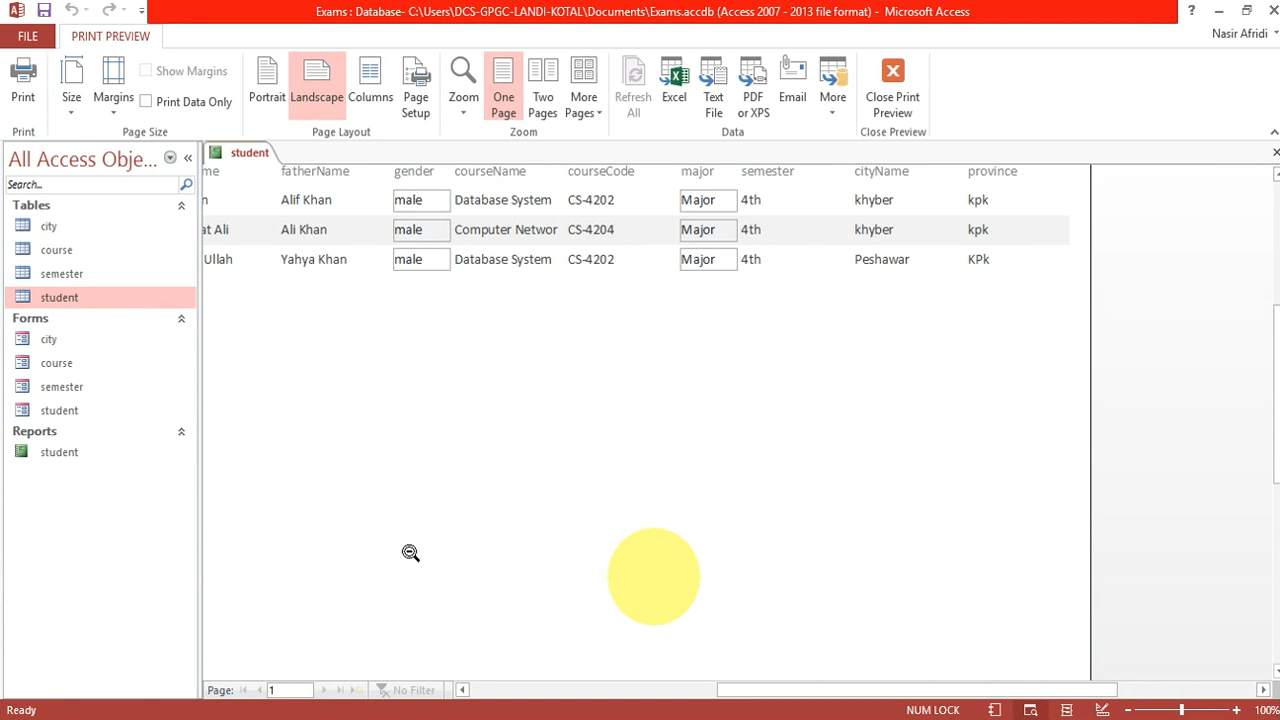 Exams : Database- C:\Users\DCS-GPGC-LANDI-KOTAL\Documents\Exams.accdb (Access 2007 - 2013 file format) - Microsoft Access
?
FILE
PRINT PREVIEW
Nasir Afridi
Print
Size
Margins
Show Margins
Print Data Only
Portrait
Landscape
Columns
Page Setup
Zoom
One Page
Two Pages
More Pages
Refresh All
Excel
Text File
PDF or XPS
Email
More
Close Print Preview
Print
Page Size
Page Layout
Zoom
Data
Close Preview
All Access Obje...
Search...
Tables
city
course
semester
student
Forms
city
course
semester
student
Reports
student
student
me fatherName gender courseName courseCode major semester cityName province
n Alif Khan male Database System CS-4202 Major 4th khyber kpk
at Ali Ali Khan male Computer Networ CS-4204 Major 4th khyber kpk
Ullah Yahya Khan male Database System CS-4202 Major 4th Peshawar KPk
Page: 1 No Filter
Ready
NUM LOCK
100%